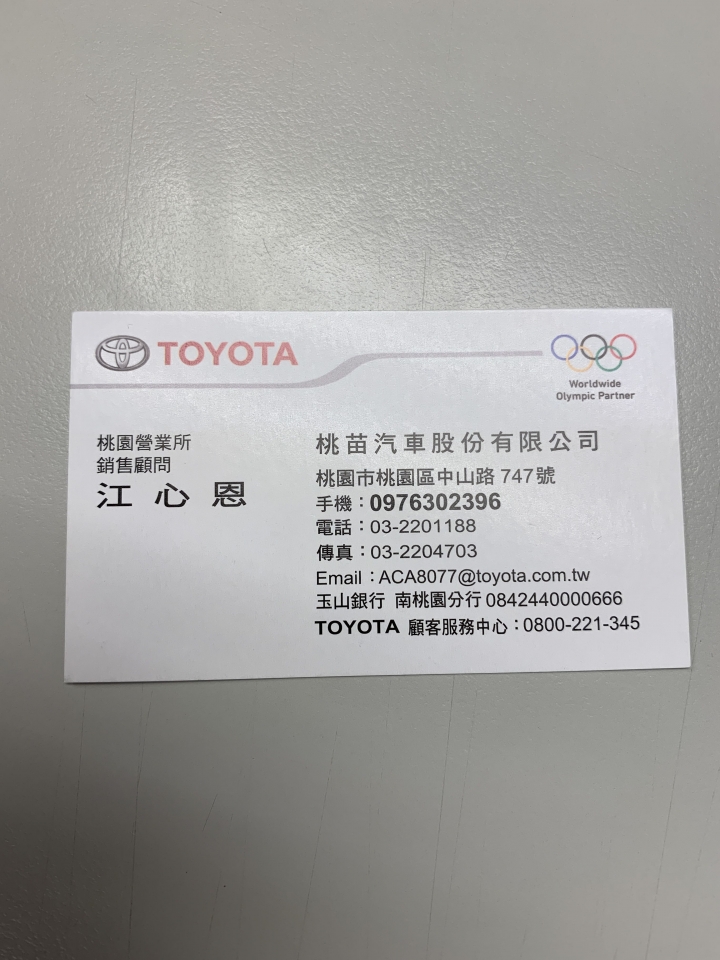 TOYOTA
Worldwide
Olympic Partner
桃園營業所
銷售顧問
江心恩
桃苗汽車股份有限公司
桃園市桃園區中山路 747號
手機：0976302396
電話：03-2201188
傳真：03-2204703
Email：ACA8077@toyota.com.tw
玉山銀行 南桃園分行 0842440000666
TOYOTA 顧客服務中心：0800-221-345